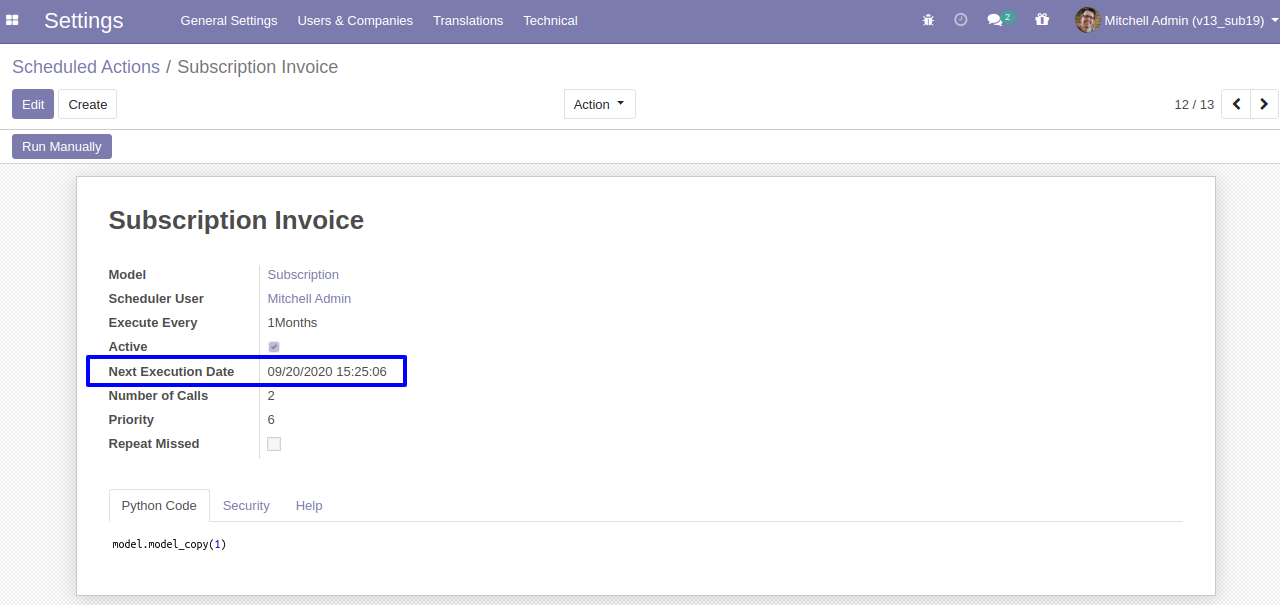 Settings General Settings Users & Companies Translations Technical 2 Mitchell Admin (v13_sub19)
Scheduled Actions / Subscription Invoice
Edit Create Action 12 / 13
Run Manually
Subscription Invoice
Model Subscription
Scheduler User Mitchell Admin
Execute Every 1Months
Active
Next Execution Date 09/20/2020 15:25:06
Number of Calls 2
Priority 6
Repeat Missed
Python Code Security Help
model.model_copy(1)